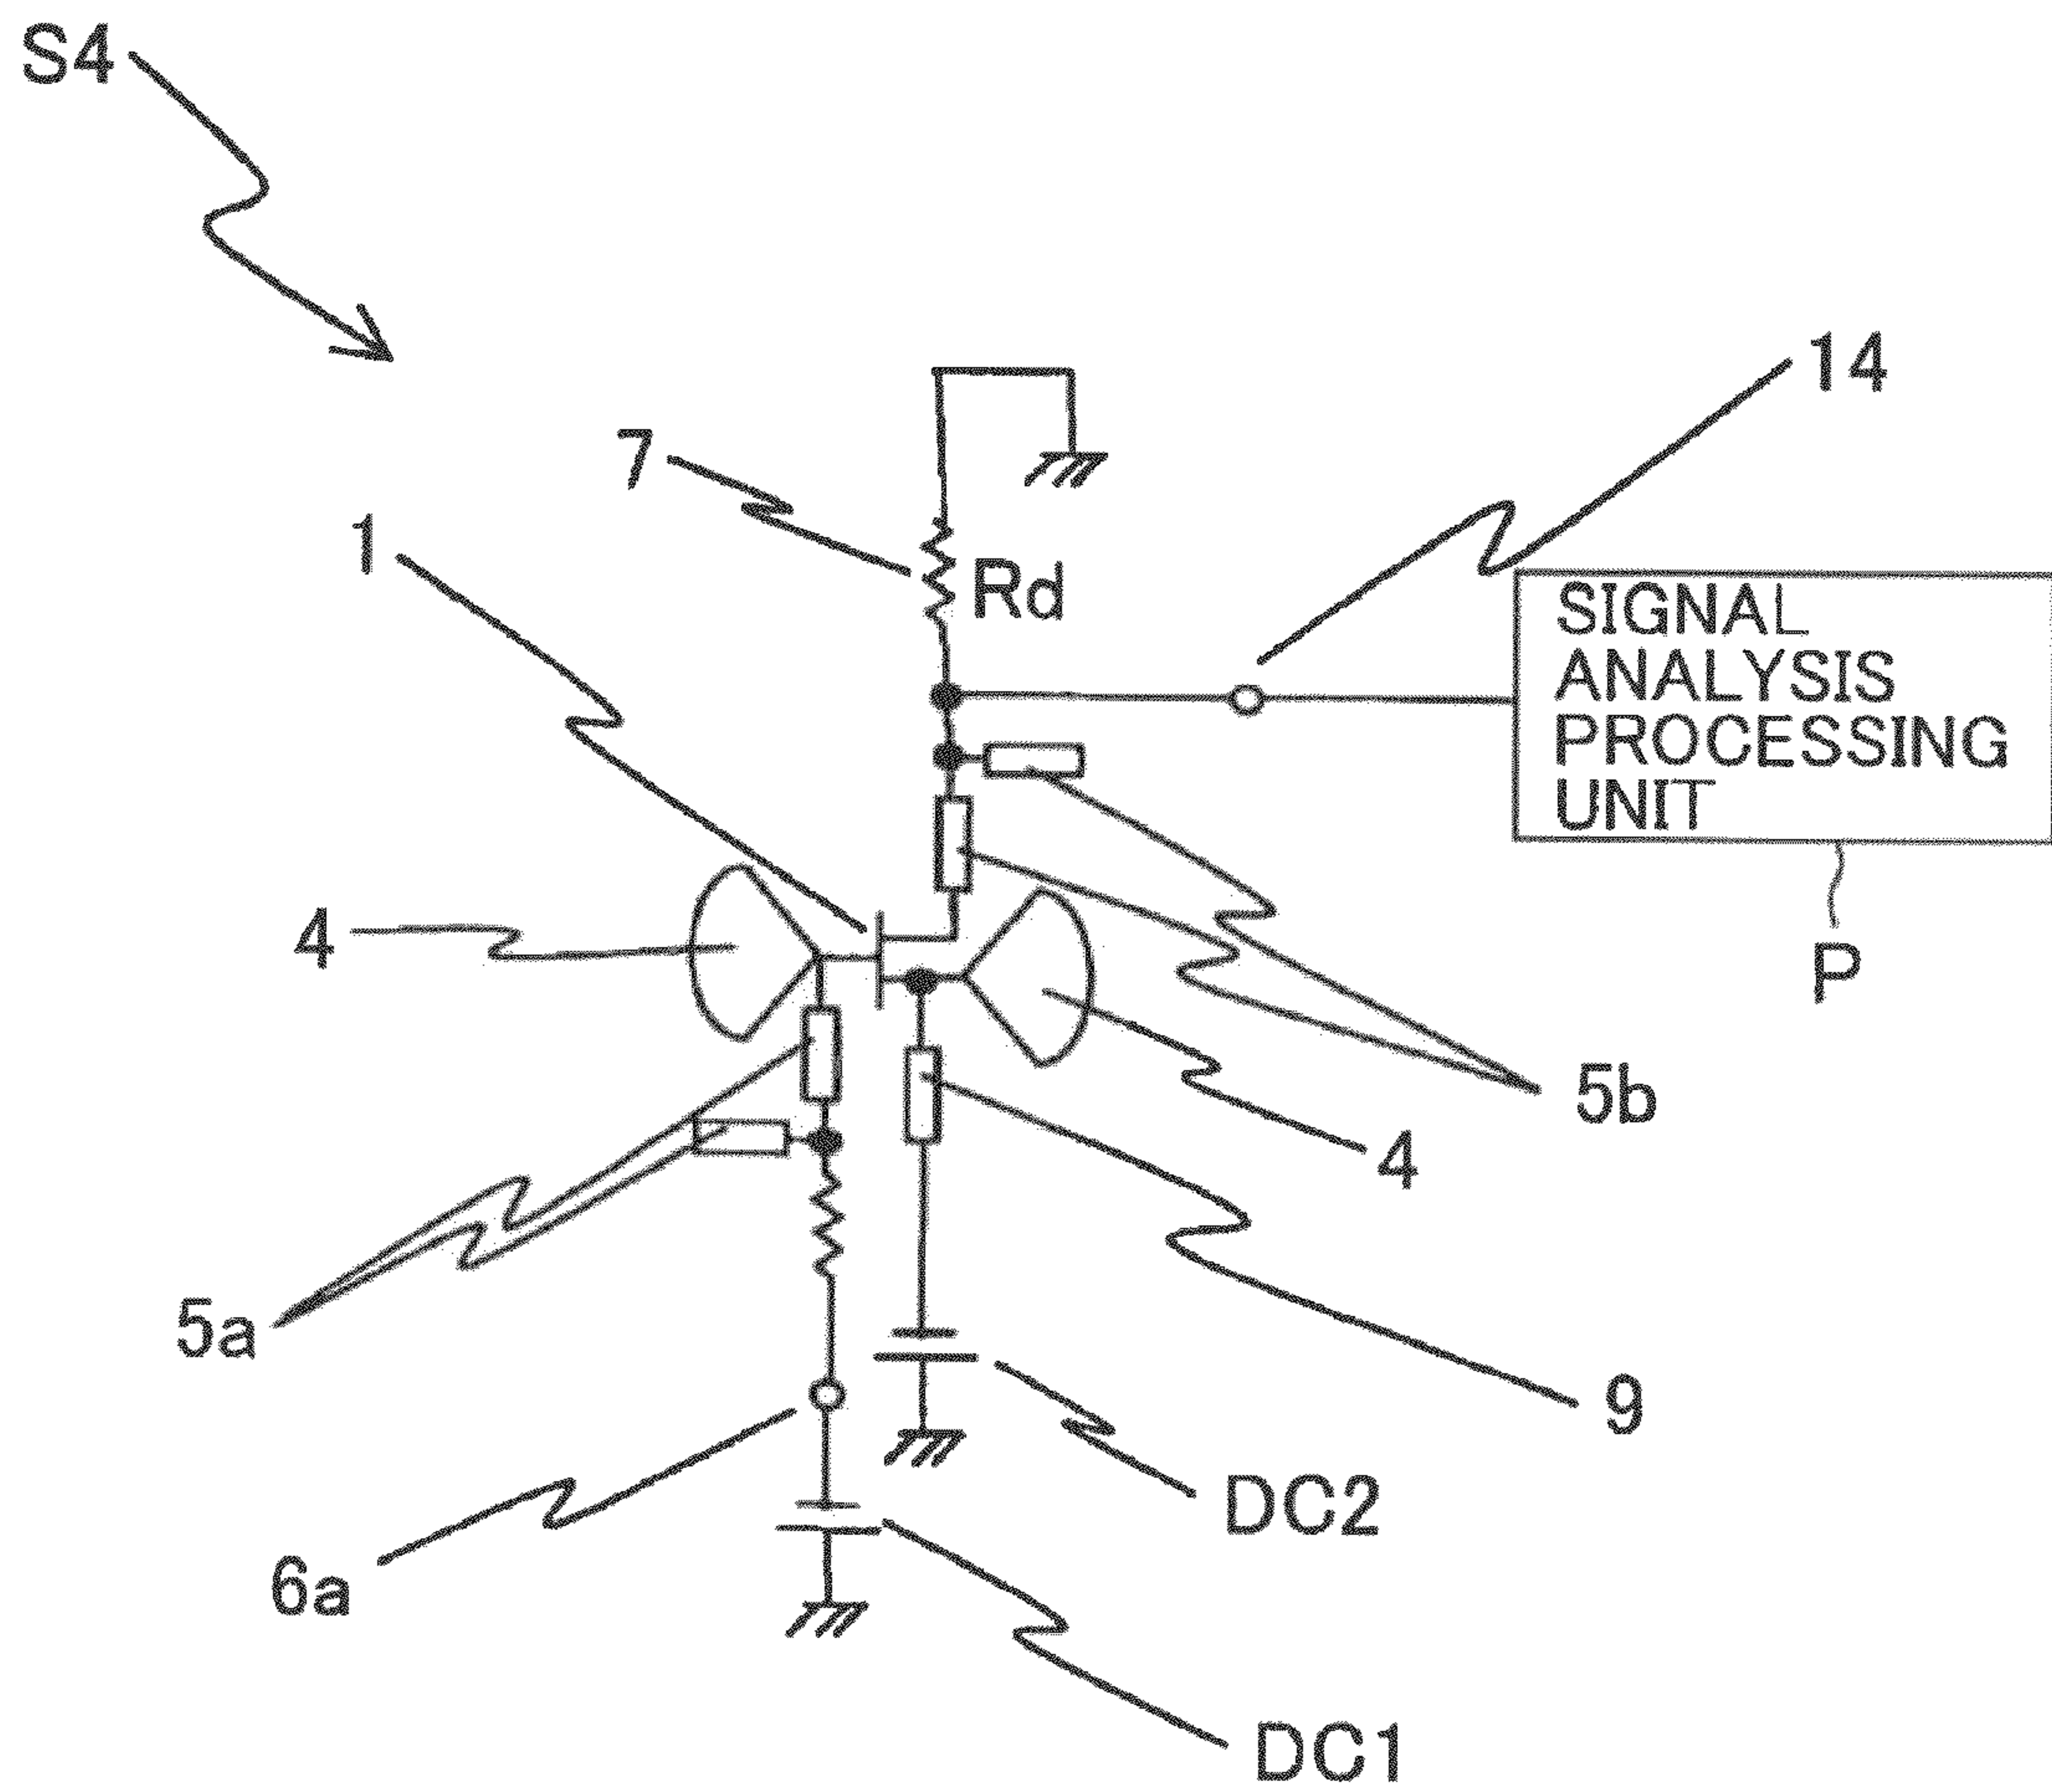 S4
14
7
1
Rd
SIGNAL
ANALYSIS
PROCESSING
UNIT
4
P
5b
4
5a
9
DC2
6a
DC1